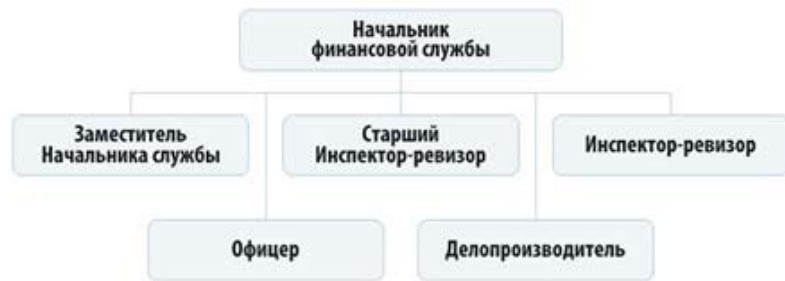 Начальник
финансовой службы
Заместитель
Начальника службы
Старший
Инспектор-ревизор
Инспектор-ревизор
Офицер
Делопроизводитель